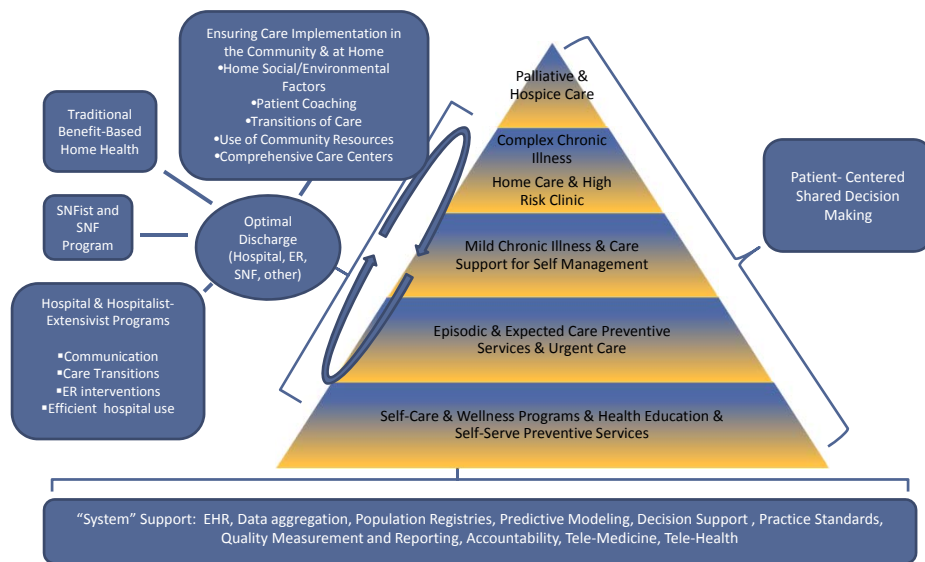 Ensuring Care Implementation in
the Community & at Home
•Home Social/Environmental
Factors
•Patient Coaching
•Transitions of Care
•Use of Community Resources
•Comprehensive Care Centers
Traditional
Benefit-Based
Home Health
SNFist and
SNF
Program
Optimal
Discharge
(Hospital, ER,
SNF, other)
Hospital & Hospitalist-
Extensivist Programs
▪Communication
▪Care Transitions
▪ER interventions
▪Efficient hospital use
Palliative &
Hospice Care
Complex Chronic
Illness
Home Care & High
Risk Clinic
Mild Chronic Illness & Care
Support for Self Management
Episodic & Expected Care Preventive
Services & Urgent Care
Self-Care & Wellness Programs & Health Education &
Self-Serve Preventive Services
Patient- Centered
Shared Decision
Making
“System” Support: EHR, Data aggregation, Population Registries, Predictive Modeling, Decision Support , Practice Standards,
Quality Measurement and Reporting, Accountability, Tele-Medicine, Tele-Health